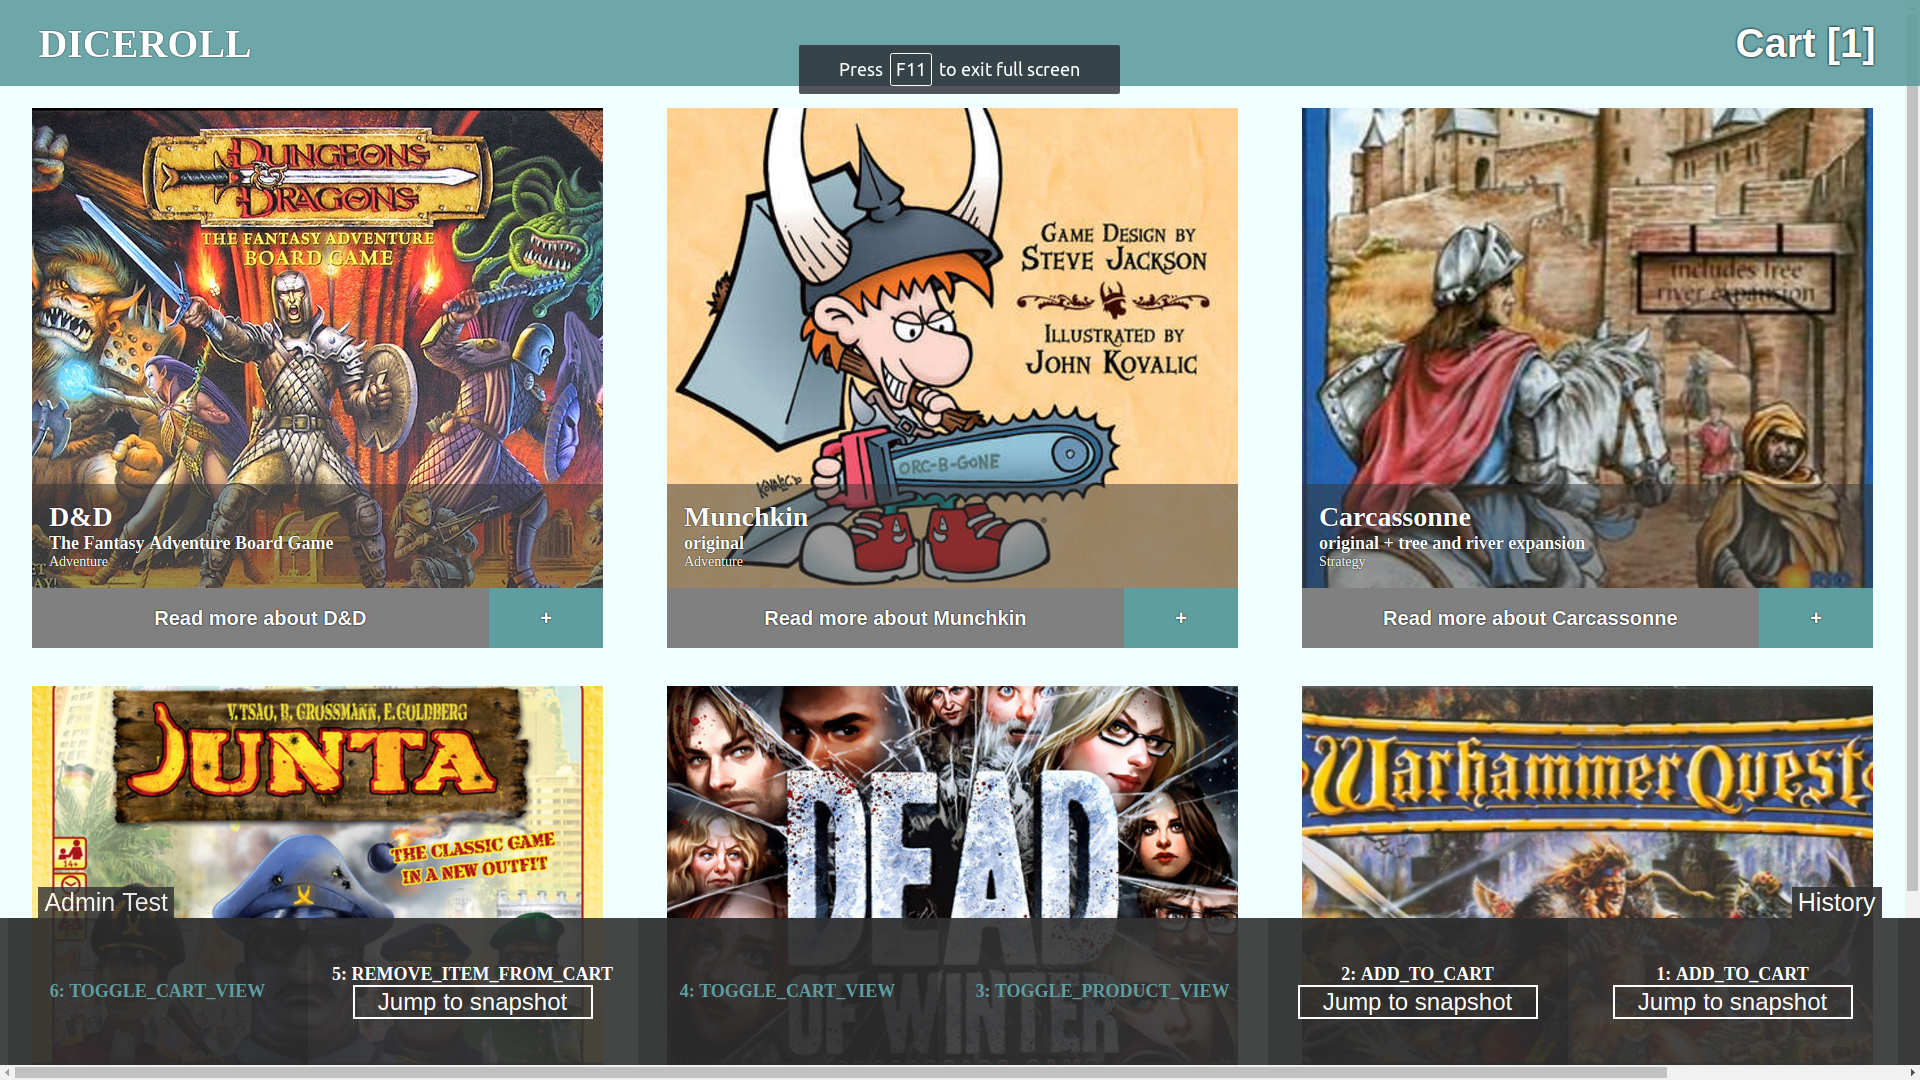 DICEROLL
Cart [1]
Press F11 to exit full screen
DUNGEONS
DRAGONS
THE FANTASY ADVENTURE
BOARD GAME
D&D
The Fantasy Adventure Board Game
Adventure
Read more about D&D
+
GAME DESIGN BY
STEVE JACKSON
ILLUSTRATED BY
JOHN KOVALIC
ORC-B-GONE
Munchkin
original
Adventure
Read more about Munchkin
+
includes free
river expansion
Carcassonne
original + tree and river expansion
Strategy
Read more about Carcassonne
+
V. TSAO, B. GROSSMANN, E. GOLDBERG
JUNTA
THE CLASSIC GAME
IN A NEW OUTFIT
14+
DEAD
OF WINTER
Warhammer Quest
Admin Test
History
6: TOGGLE_CART_VIEW
5: REMOVE_ITEM_FROM_CART
Jump to snapshot
4: TOGGLE_CART_VIEW
3: TOGGLE_PRODUCT_VIEW
2: ADD_TO_CART
Jump to snapshot
1: ADD_TO_CART
Jump to snapshot